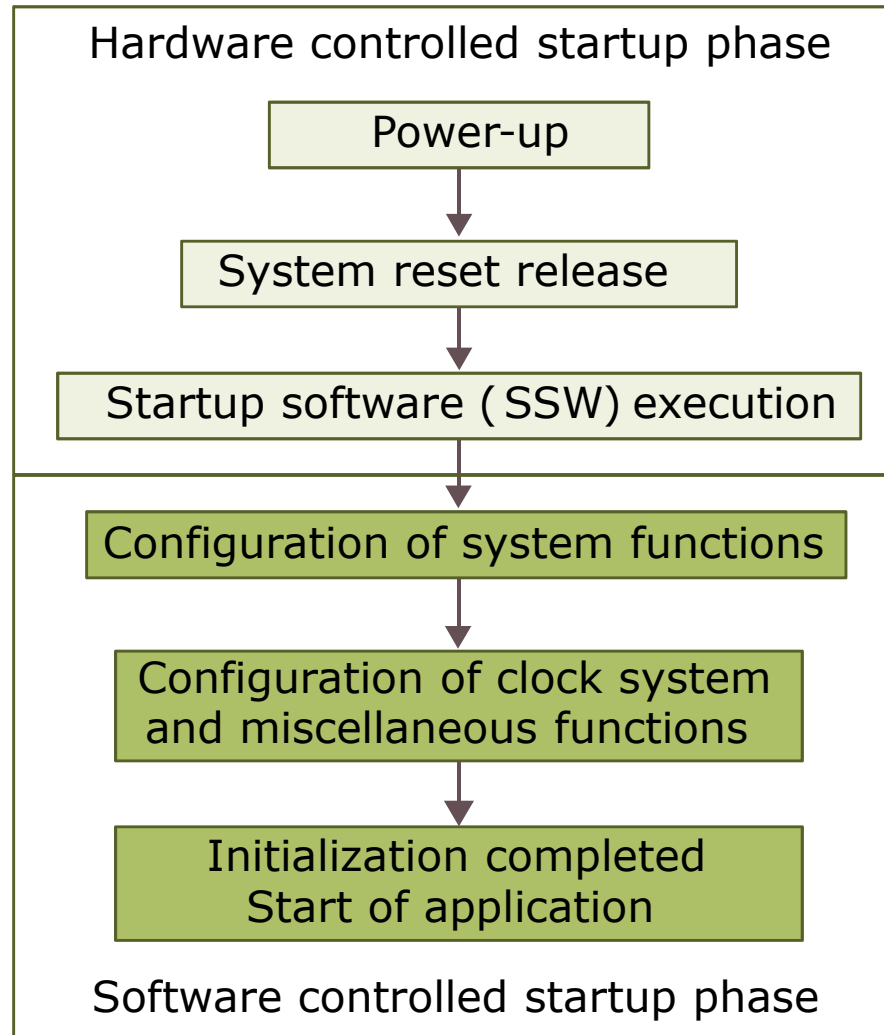 Hardware controlled startup phase
Power-up
System reset release
Startup software (SSW) execution
Configuration of system functions
Configuration of clock system
and miscellaneous functions
Initialization completed
Start of application
Software controlled startup phase